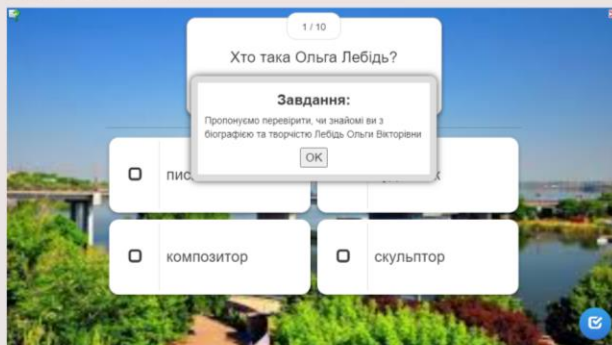 1 / 10
Хто така Ольга Лебідь?
Завдання:
Пропонуємо перевірити, чи знайомі ви з
біографією та творчістю Лебідь Ольги Вікторівни
OK
композитор
скульптор